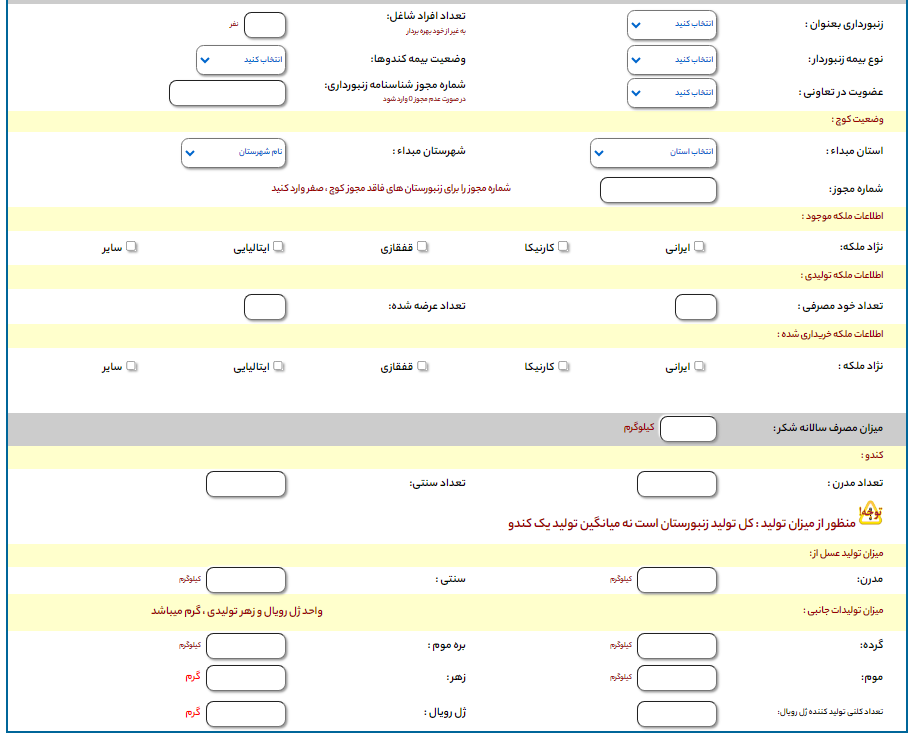 زنبورداری بعنوان : انتخاب کنید تعداد افراد شاغل: نفر
به غیر از خود بهره بردار
نوع بیمه زنبوردار: انتخاب کنید وضعیت بیمه کندوها: انتخاب کنید
عضویت در تعاونی : انتخاب کنید شماره مجوز شناسنامه زنبورداری:
در صورت عدم مجوز 0 وارد شود
وضعیت کوچ :
استان مبداء : انتخاب استان شهرستان مبداء : نام شهرستان
شماره مجوز : شماره مجوز را برای زنبورستان های فاقد مجوز کوچ ، صفر وارد کنید
اطلاعات ملکه موجود :
نژاد ملکه: ایرانی کارنیکا قفقازی ایتالیایی سایر
اطلاعات ملکه تولیدی :
تعداد خود مصرفی : تعداد عرضه شده:
اطلاعات ملکه خریداری شده :
نژاد ملکه : ایرانی کارنیکا قفقازی ایتالیایی سایر
میزان مصرف سالانه شکر : کیلوگرم
کندو :
تعداد مدرن : تعداد سنتی:
توجه!
منظور از میزان تولید : کل تولید زنبورستان است نه میانگین تولید یک کندو
میزان تولید عسل از :
مدرن: کیلوگرم سنتی : کیلوگرم
میزان تولیدات جانبی : واحد ژل رویال و زهر تولیدی ، گرم میباشد
گرده: کیلوگرم بره موم : کیلوگرم
موم: کیلوگرم زهر : گرم
تعداد کلنی تولید کننده ژل رویال: ژل رویال : گرم